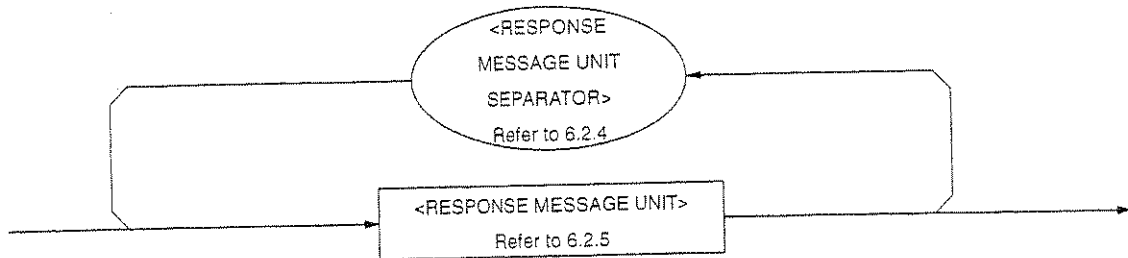 <RESPONSE
MESSAGE UNIT
SEPARATOR>
Refer to 6.2.4
<RESPONSE MESSAGE UNIT>
Refer to 6.2.5